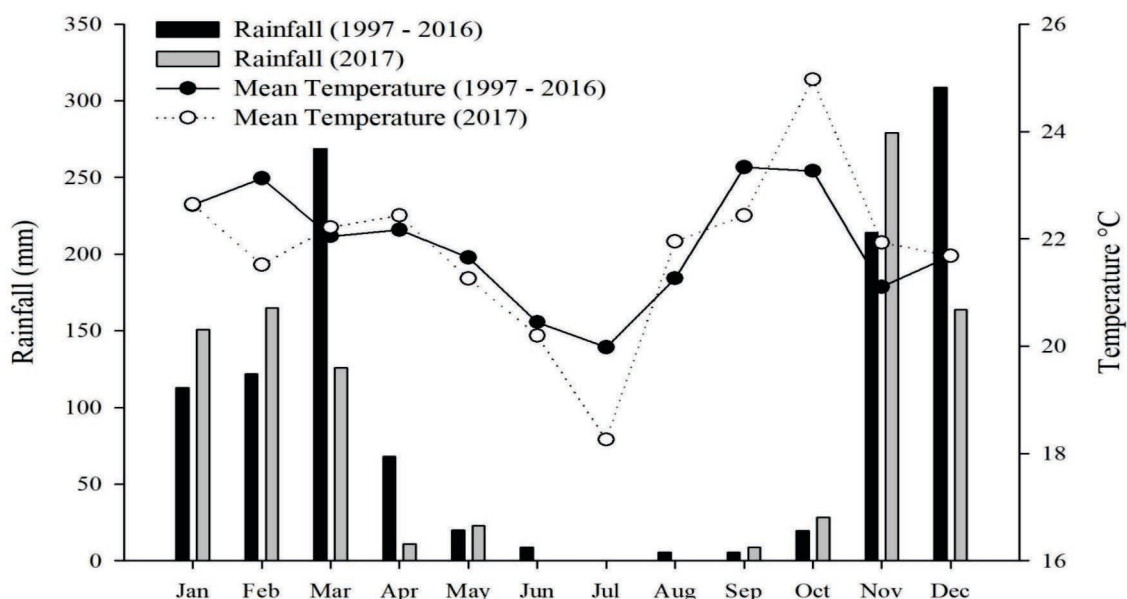 350
300
250
200
150
100
50
0
Rainfall (mm)
Rainfall (1997 - 2016)
Rainfall (2017)
Mean Temperature (1997 - 2016)
Mean Temperature (2017)
26
24
22
20
18
16
Temperature °C
Jan Feb Mar Apr May Jun Jul Aug Sep Oct Nov Dec